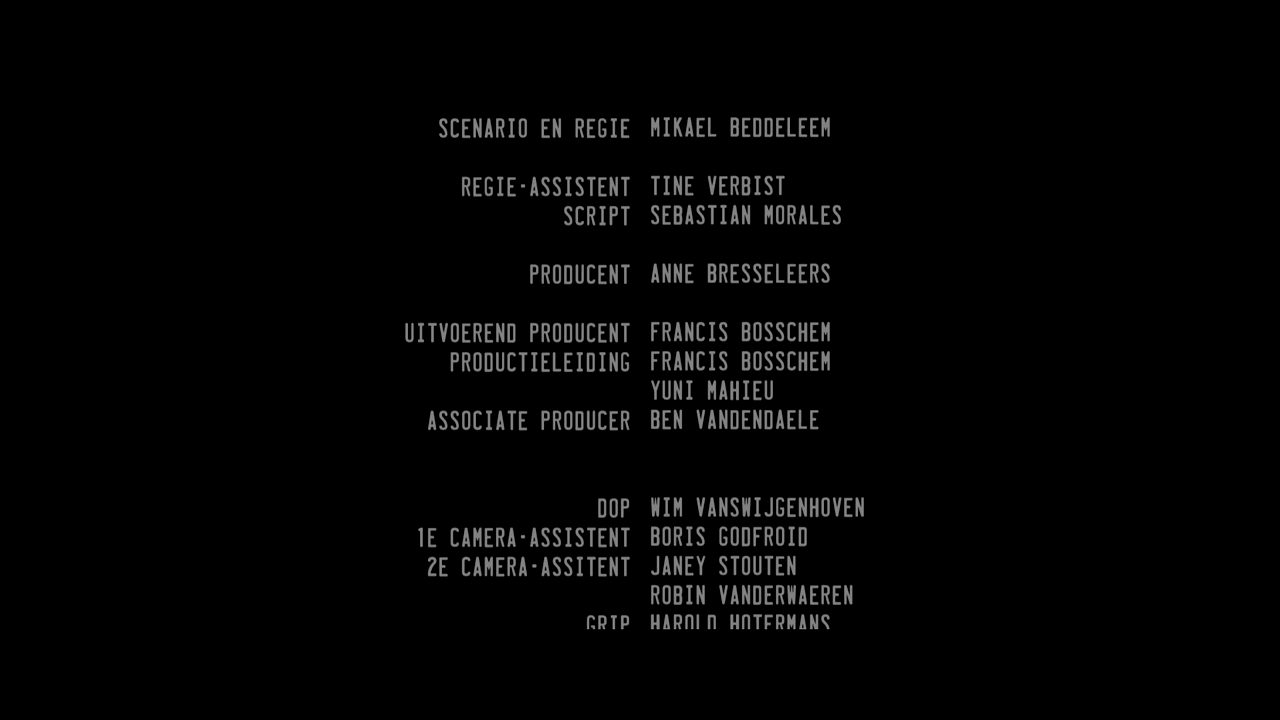 SCENARIO EN REGIE MIKAEL BEDDELEEM
REGIE-ASSISTENT TINE VERBIST
SCRIPT SEBASTIAN MORALES
PRODUCENT ANNE BRESSELEERS
UITVOEREND PRODUCENT FRANCIS BOSSCHEM
PRODUCTIELEIDING FRANCIS BOSSCHEM
YUNI MAHIEU
ASSOCIATE PRODUCER BEN VANDENDAELE
DOP WIM VANSWIJGENHOVEN
1E CAMERA-ASSISTENT BORIS GODFROID
2E CAMERA-ASSITENT JANEY STOUTEN
ROBIN VANDERWAEREN
GRIP HAROLD HOTERMANS